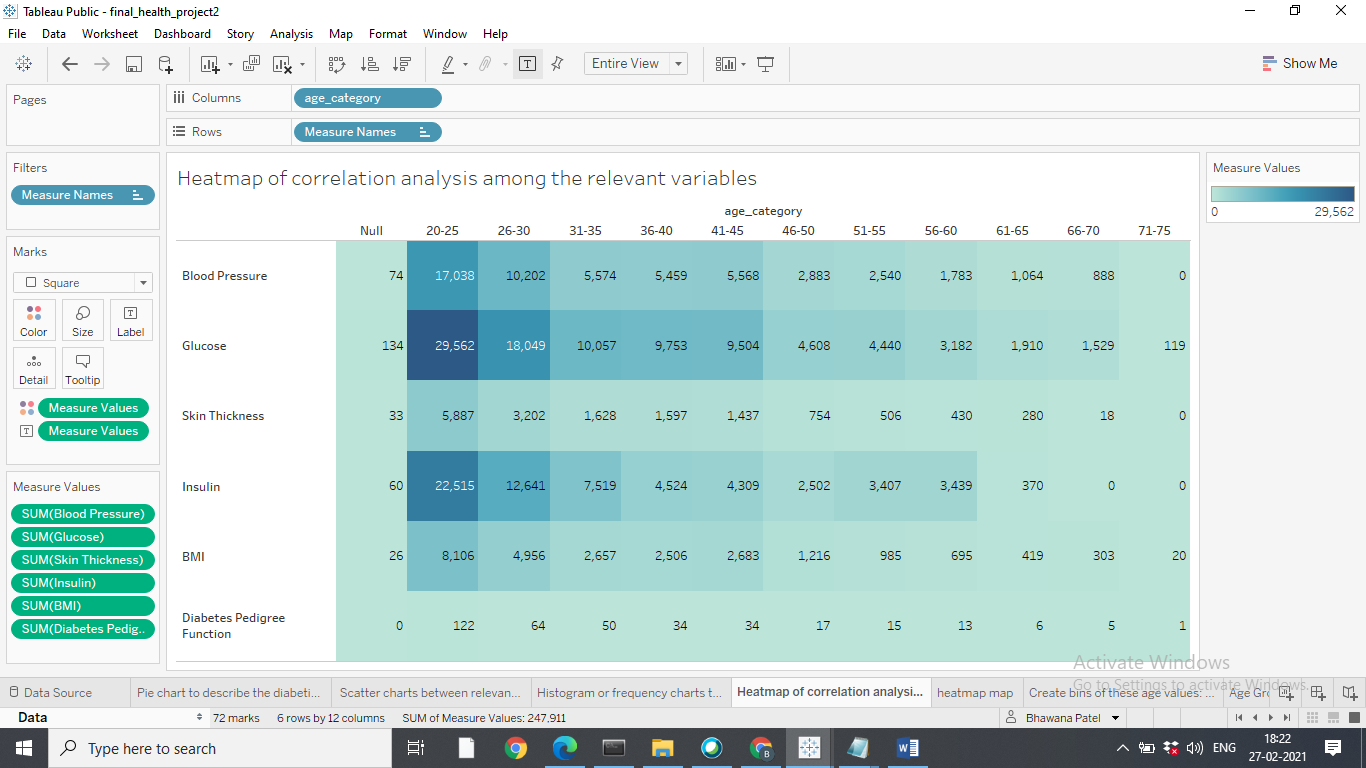 Tableau Public - final_health_project2
File Data Worksheet Dashboard Story Analysis Map Format Window Help
Entire View
Show Me
Pages
Columns age_category
Rows Measure Names
Filters
Measure Names
Marks
Square
Color Size Label
Detail Tooltip
Measure Values
Measure Values
Measure Values
SUM(Blood Pressure)
SUM(Glucose)
SUM(Skin Thickness)
SUM(Insulin)
SUM(BMI)
SUM(Diabetes Pedig..
Heatmap of correlation analysis among the relevant variables
age_category
Null 20-25 26-30 31-35 36-40 41-45 46-50 51-55 56-60 61-65 66-70 71-75
Blood Pressure 74 17,038 10,202 5,574 5,459 5,568 2,883 2,540 1,783 1,064 888 0
Glucose 134 29,562 18,049 10,057 9,753 9,504 4,608 4,440 3,182 1,910 1,529 119
Skin Thickness 33 5,887 3,202 1,628 1,597 1,437 754 506 430 280 18 0
Insulin 60 22,515 12,641 7,519 4,524 4,309 2,502 3,407 3,439 370 0 0
BMI 26 8,106 4,956 2,657 2,506 2,683 1,216 985 695 419 303 20
Diabetes Pedigree
Function 0 122 64 50 34 34 17 15 13 6 5 1
Measure Values
0 29,562
Activate Windows
Go to Settings to activate Windows.
Data Source Pie chart to describe the diabeti... Scatter charts between relevan... Histogram or frequency charts t... Heatmap of correlation analysi... heatmap map Create bins of these age values: ... Age Gr
Data 72 marks 6 rows by 12 columns SUM of Measure Values: 247,911 Bhawana Patel
Type here to search
ENG
18:22
27-02-2021